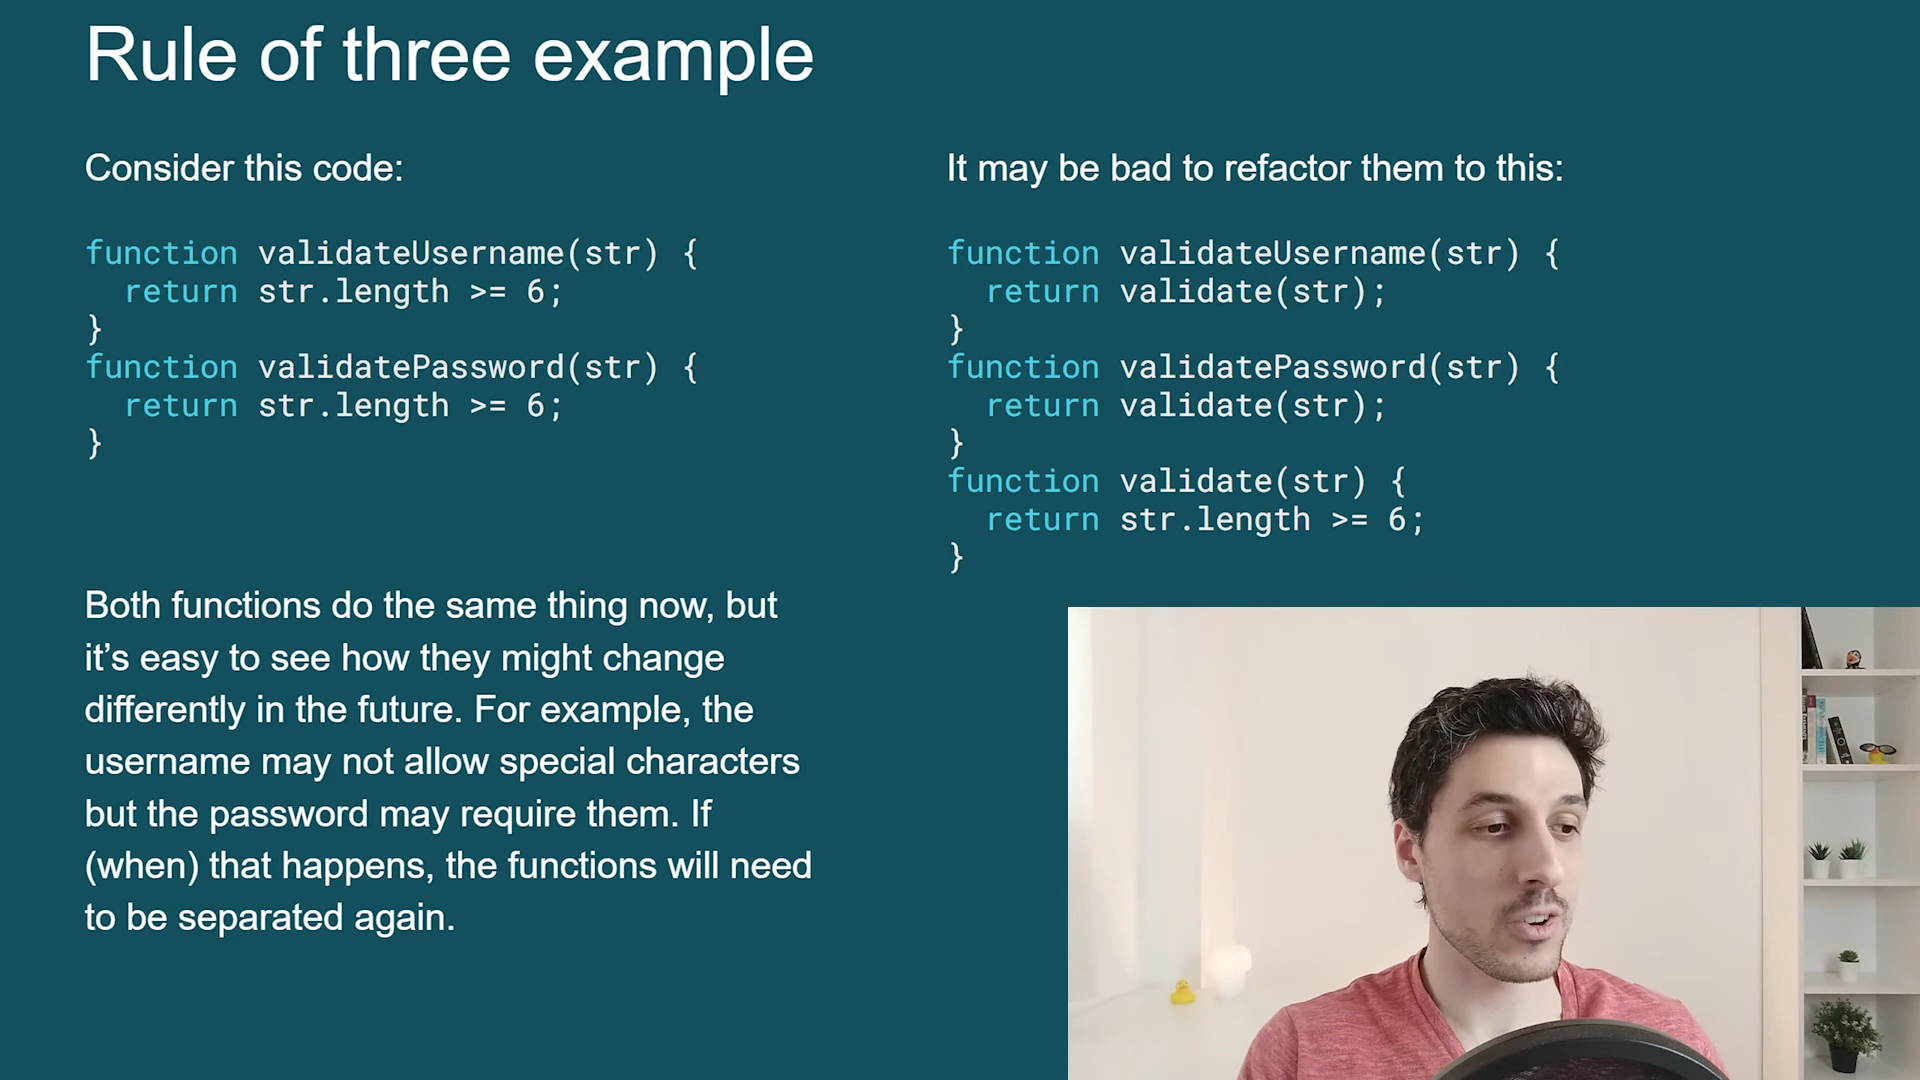 Rule of three example
Consider this code:
function validateUsername(str) {
  return str.length >= 6;
}
function validatePassword(str) {
  return str.length >= 6;
}
Both functions do the same thing now, but
it’s easy to see how they might change
differently in the future. For example, the
username may not allow special characters
but the password may require them. If
(when) that happens, the functions will need
to be separated again.
It may be bad to refactor them to this:
function validateUsername(str) {
  return validate(str);
}
function validatePassword(str) {
  return validate(str);
}
function validate(str) {
  return str.length >= 6;
}